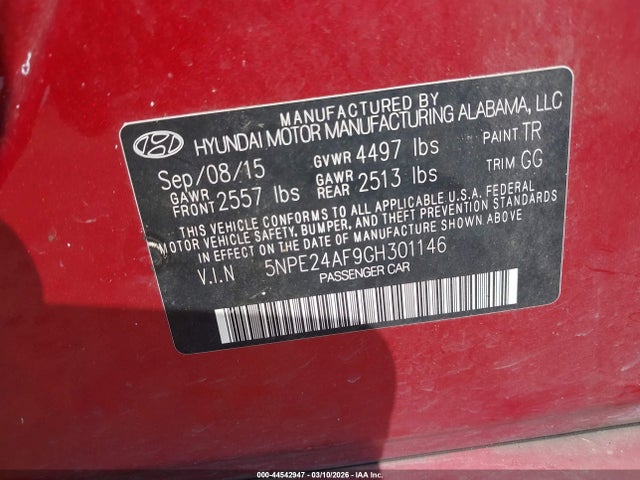 MANUFACTURED BY
HYUNDAI MOTOR MANUFACTURING ALABAMA, LLC
Sep/08/15 GVWR 4497 lbs PAINT TR
GAWR FRONT 2557 lbs GAWR REAR 2513 lbs TRIM GG
THIS VEHICLE CONFORMS TO ALL APPLICABLE U.S.A. FEDERAL
MOTOR VEHICLE SAFETY, BUMPER, AND THEFT PREVENTION STANDARDS
IN EFFECT ON THE DATE OF MANUFACTURE SHOWN ABOVE
V.I.N 5NPE24AF9GH301146
PASSENGER CAR
000-44542947 - 03/10/2026 - IAA Inc.